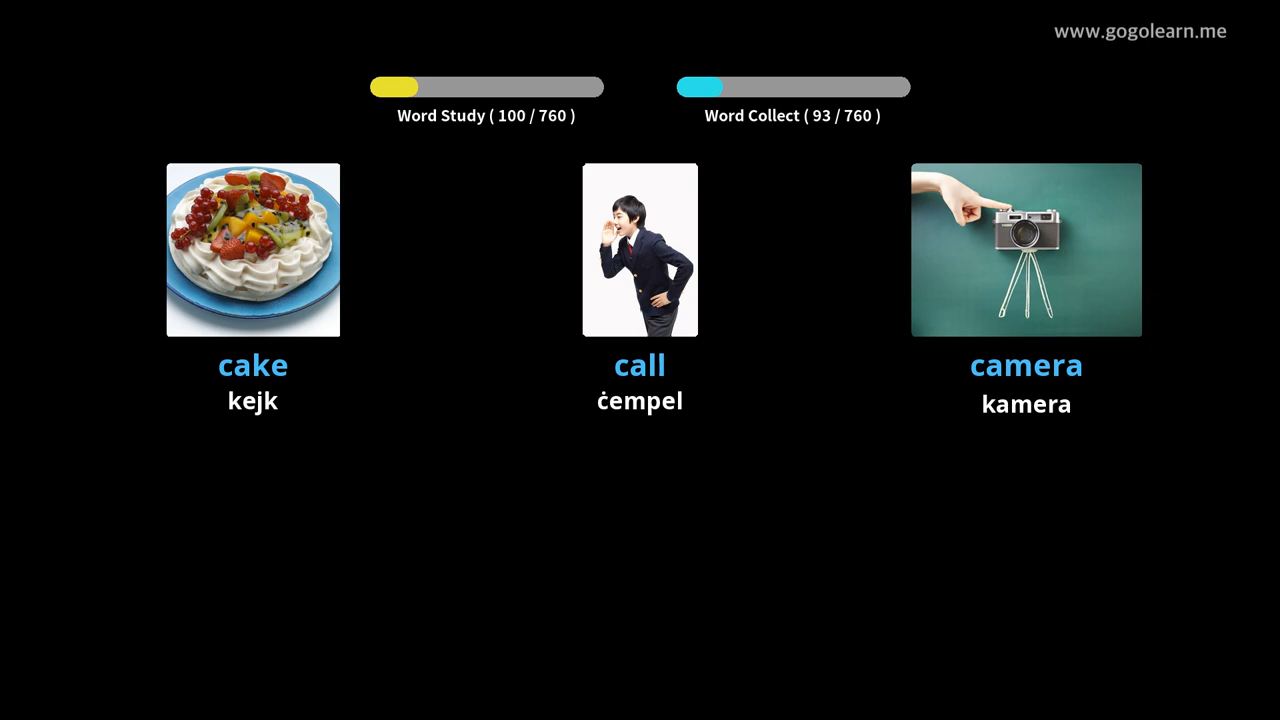 www.gogolearn.me
Word Study ( 100 / 760 )
Word Collect ( 93 / 760 )
cake
kejk
call
ċempel
camera
kamera